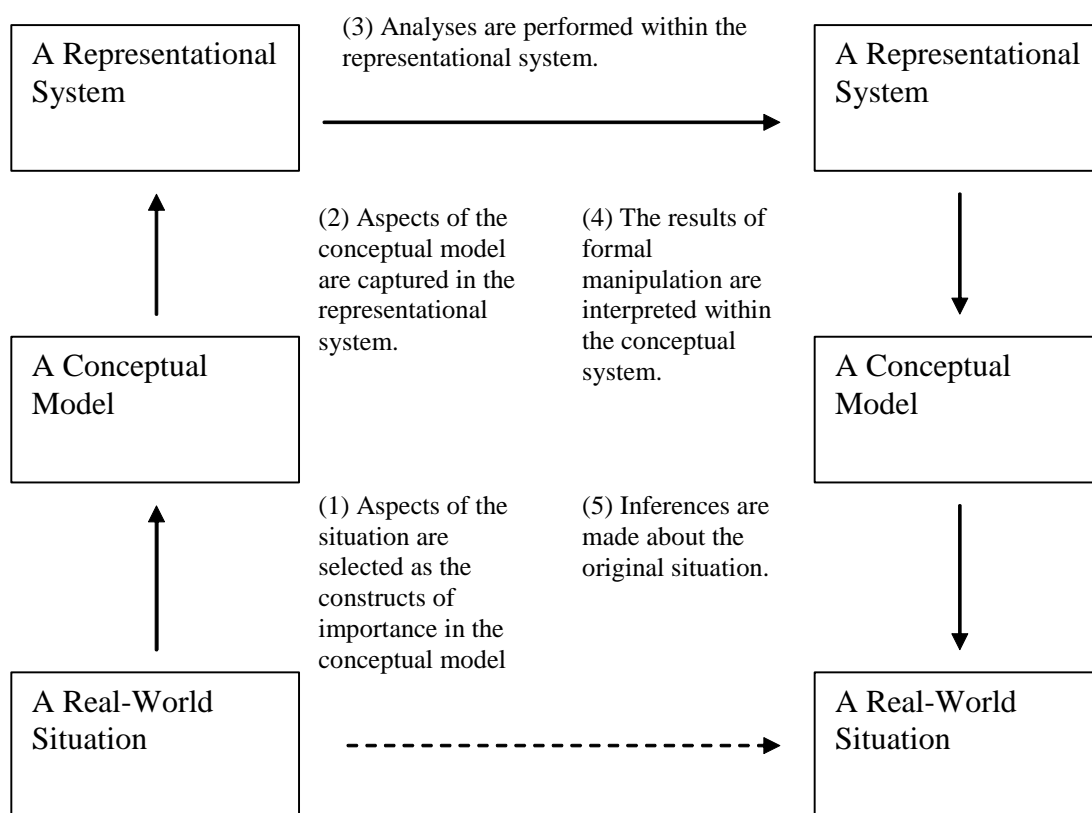 A Representational
System
(3) Analyses are performed within the
representational system.
A Representational
System
(2) Aspects of the
conceptual model
are captured in the
representational
system.
(4) The results of
formal
manipulation are
interpreted within
the conceptual
system.
A Conceptual
Model
A Conceptual
Model
(1) Aspects of the
situation are
selected as the
constructs of
importance in the
conceptual model
(5) Inferences are
made about the
original situation.
A Real-World
Situation
A Real-World
Situation